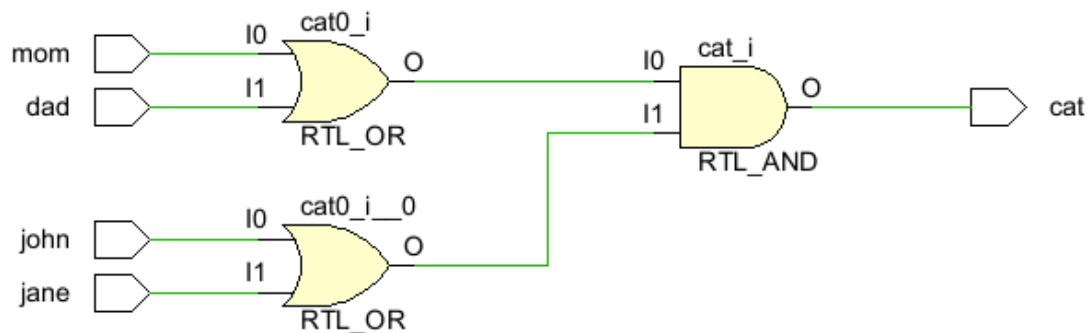 mom
I0
cat0_i
O
dad
I1
RTL_OR
I0
cat_i
O
I1
RTL_AND
cat
john
I0
cat0_i__0
O
jane
I1
RTL_OR